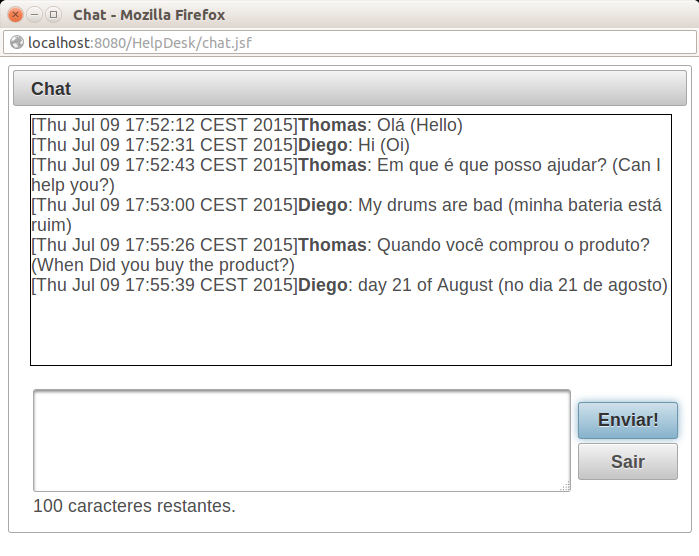 Chat - Mozilla Firefox
localhost:8080/HelpDesk/chat.jsf
Chat
[Thu Jul 09 17:52:12 CEST 2015]Thomas: Olá (Hello)
[Thu Jul 09 17:52:31 CEST 2015]Diego: Hi (Oi)
[Thu Jul 09 17:52:43 CEST 2015]Thomas: Em que é que posso ajudar? (Can I
help you?)
[Thu Jul 09 17:53:00 CEST 2015]Diego: My drums are bad (minha bateria está
ruim)
[Thu Jul 09 17:55:26 CEST 2015]Thomas: Quando você comprou o produto?
(When Did you buy the product?)
[Thu Jul 09 17:55:39 CEST 2015]Diego: day 21 of August (no dia 21 de agosto)
Enviar!
Sair
100 caracteres restantes.